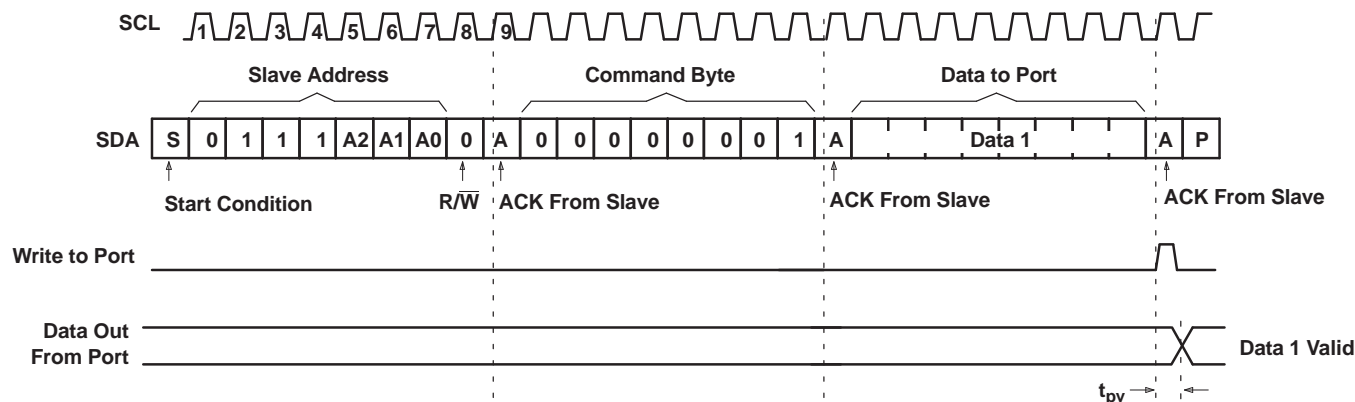 SCL 1 2 3 4 5 6 7 8 9
Slave Address Command Byte Data to Port
SDA S 0 1 1 1 A2 A1 A0 0 A 0 0 0 0 0 0 0 1 A Data 1 A P
Start Condition R/W̅ ACK From Slave ACK From Slave ACK From Slave
Write to Port
Data Out
From Port
Data 1 Valid
tpv